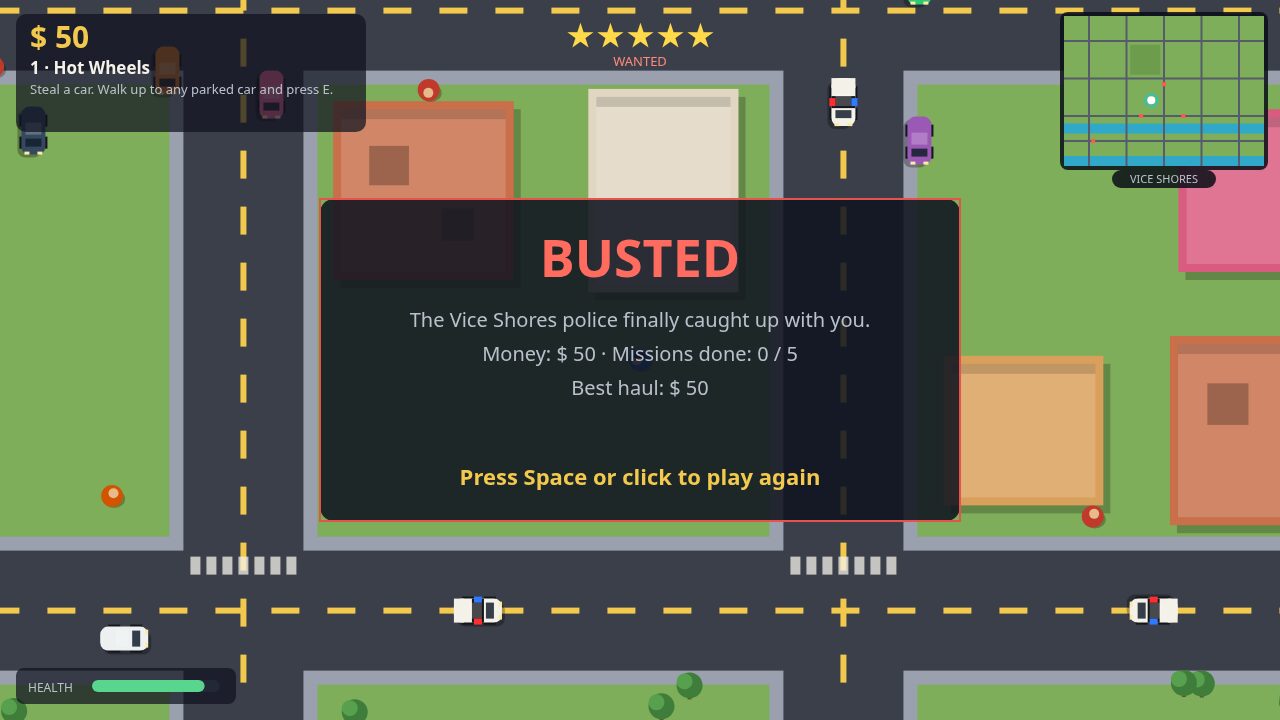 $ 50
1 · Hot Wheels
Steal a car. Walk up to any parked car and press E.
★★★★★
WANTED
VICE SHORES
BUSTED
The Vice Shores police finally caught up with you.
Money: $ 50 · Missions done: 0 / 5
Best haul: $ 50
Press Space or click to play again
HEALTH